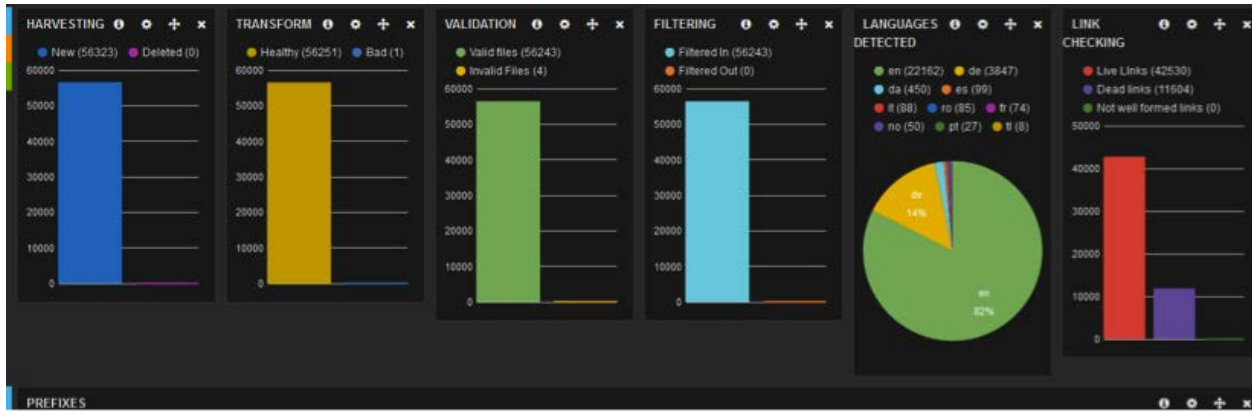 HARVESTING
New (56323) Deleted (0)
60000
50000
40000
30000
20000
10000
0
TRANSFORM
Healthy (56251) Bad (1)
60000
50000
40000
30000
20000
10000
0
VALIDATION
Valid files (56243)
Invalid Files (4)
60000
50000
40000
30000
20000
10000
0
FILTERING
Filtered In (56243)
Filtered Out (0)
60000
50000
40000
30000
20000
10000
0
LANGUAGES
DETECTED
en (22162) de (3847)
da (450) es (99)
it (88) ro (85) fr (74)
no (50) pt (27) tl (8)
de
14%
en
82%
LINK
CHECKING
Live LInks (42530)
Dead links (11604)
Not well formed links (0)
50000
40000
30000
20000
10000
0
PREFIXES